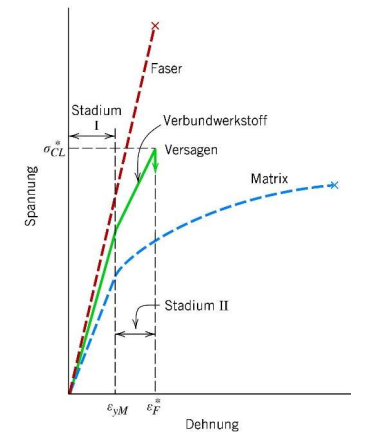 Faser
Stadium
I
Verbundwerkstoff
σ*CL
Versagen
Matrix
Spannung
Stadium II
εyM
ε*F
Dehnung